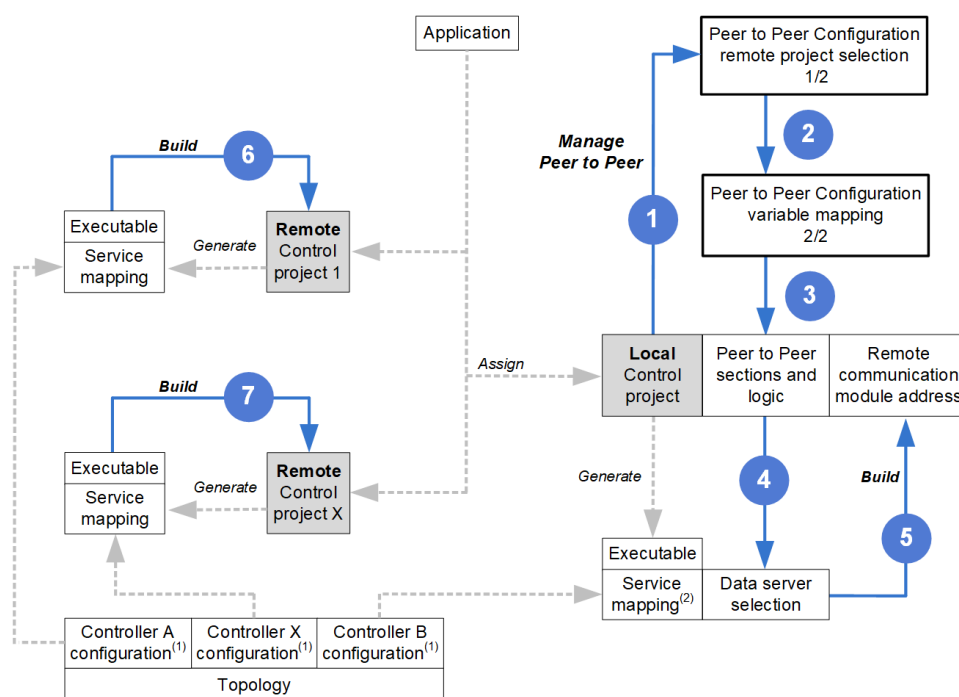 Application
Peer to Peer Configuration
remote project selection
1/2
2
Manage
Peer to Peer
1
Peer to Peer Configuration
variable mapping
2/2
3
Build
6
Executable
Service
mapping
Generate
Remote
Control
project 1
Assign
Local
Control
project
Peer to Peer
sections and
logic
Remote
communication
module address
Build
7
Executable
Service
mapping
Generate
Remote
Control
project X
Generate
4
Build
5
Executable
Service
mapping(2)
Data server
selection
Controller A
configuration(1)
Controller X
configuration(1)
Controller B
configuration(1)
Topology